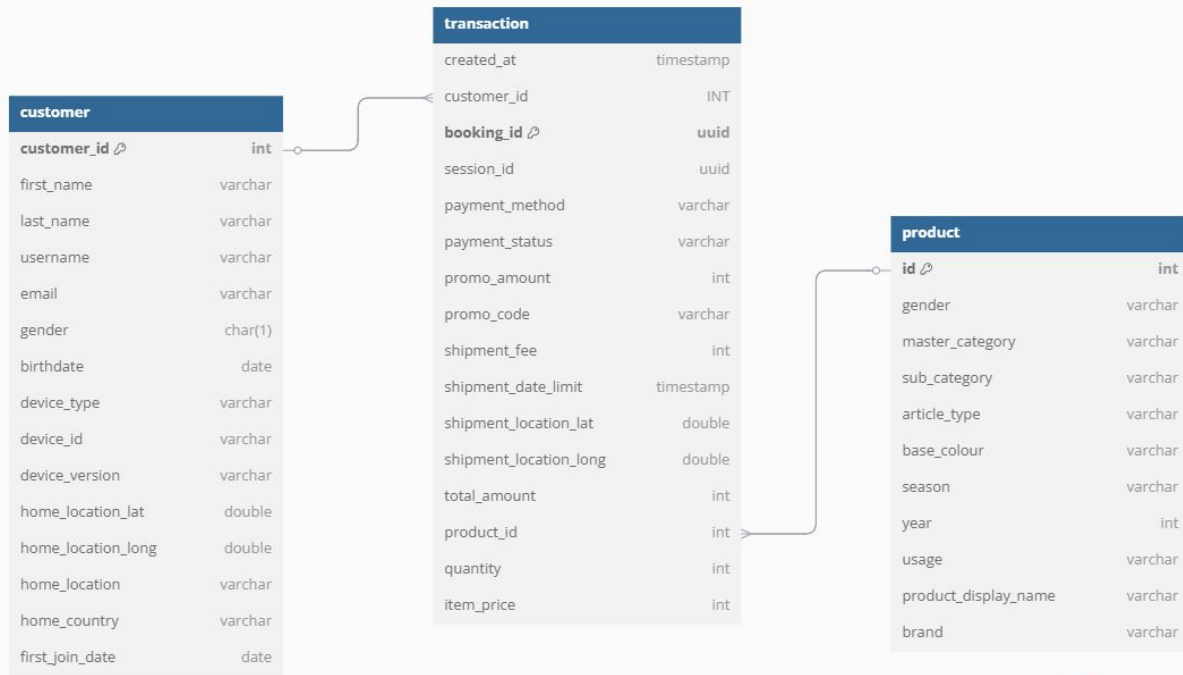 customer
customer_id int
first_name varchar
last_name varchar
username varchar
email varchar
gender char(1)
birthdate date
device_type varchar
device_id varchar
device_version varchar
home_location_lat double
home_location_long double
home_location varchar
home_country varchar
first_join_date date
transaction
created_at timestamp
customer_id INT
booking_id uuid
session_id uuid
payment_method varchar
payment_status varchar
promo_amount int
promo_code varchar
shipment_fee int
shipment_date_limit timestamp
shipment_location_lat double
shipment_location_long double
total_amount int
product_id int
quantity int
item_price int
product
id int
gender varchar
master_category varchar
sub_category varchar
article_type varchar
base_colour varchar
season varchar
year int
usage varchar
product_display_name varchar
brand varchar